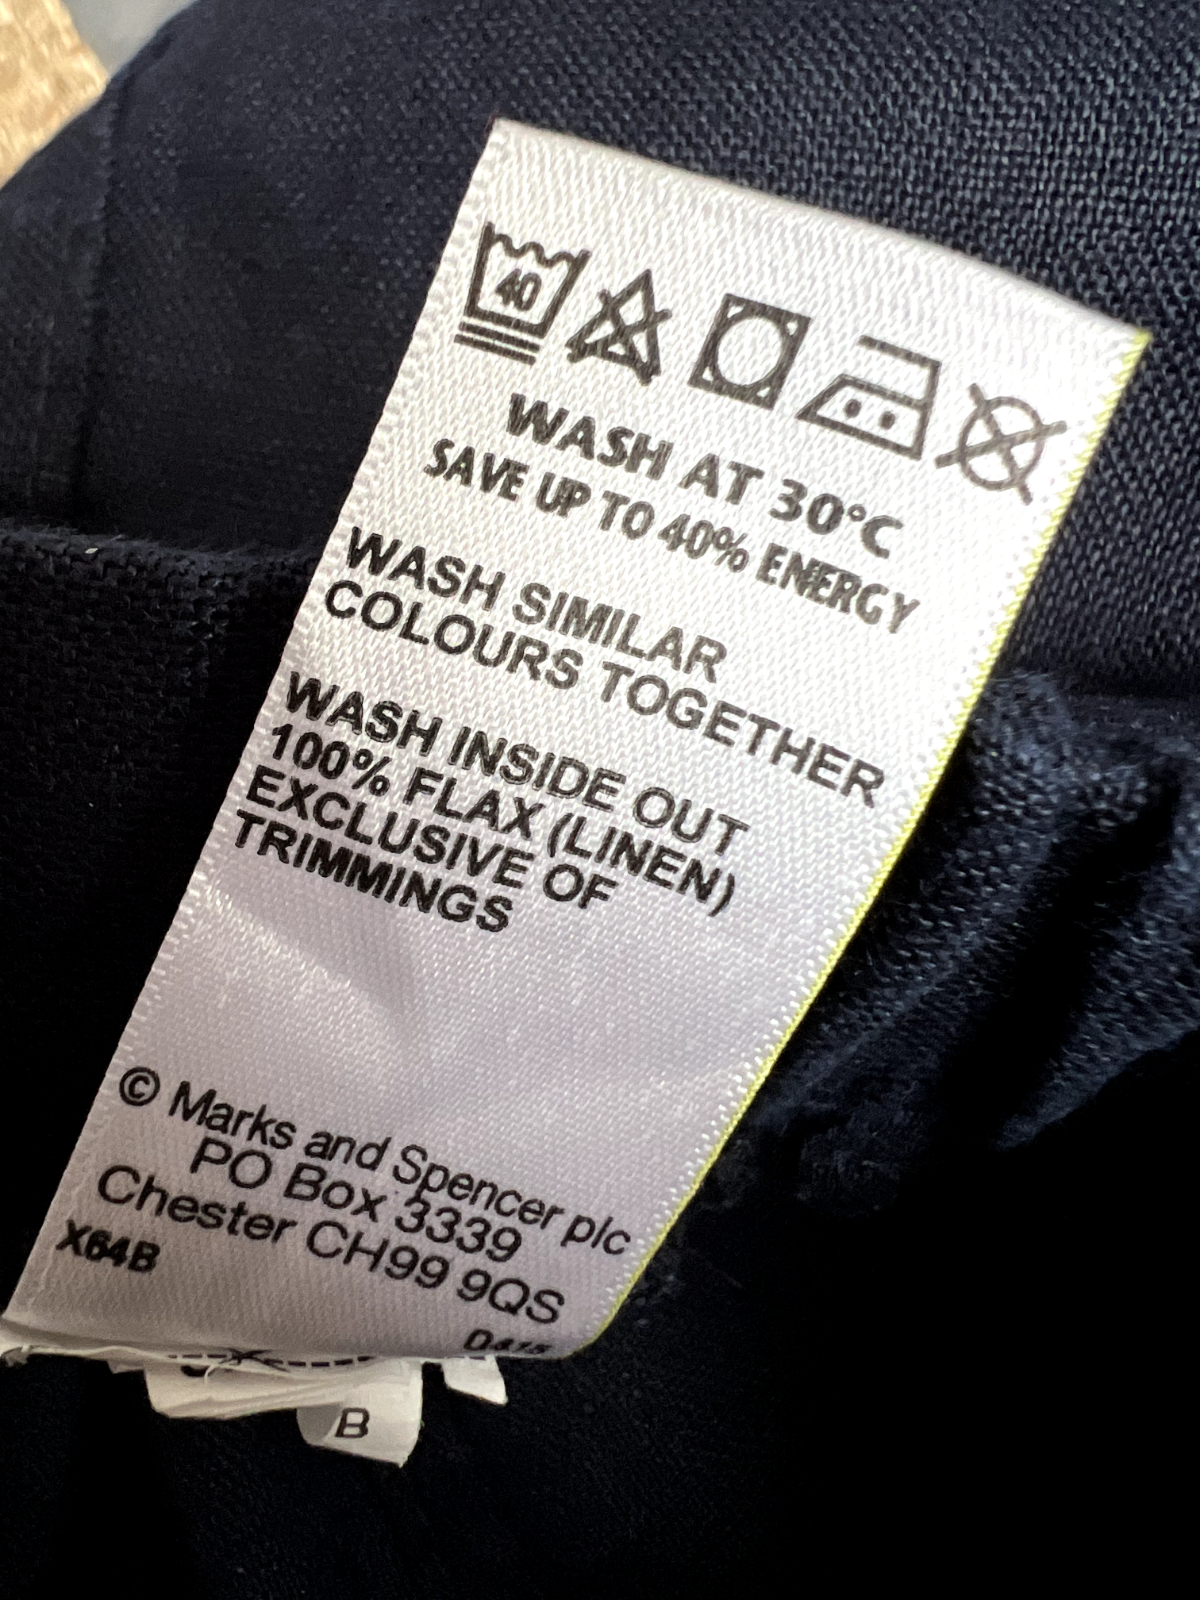 40
WASH AT 30°C
SAVE UP TO 40% ENERGY
WASH SIMILAR
COLOURS TOGETHER
WASH INSIDE OUT
100% FLAX (LINEN)
EXCLUSIVE OF
TRIMMINGS
© Marks and Spencer plc
PO Box 3339
Chester CH99 9QS
X64B
B